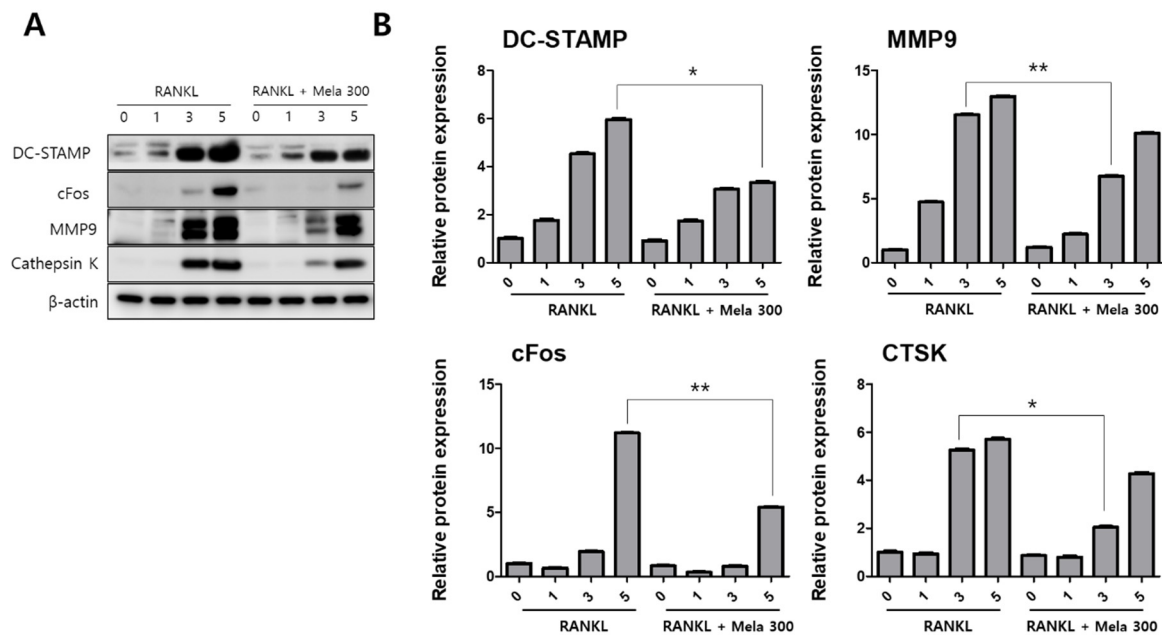 A
RANKL RANKL + Mela 300
0 1 3 5 0 1 3 5
DC-STAMP
cFos
MMP9
Cathepsin K
β-actin
B
DC-STAMP
Relative protein expression
8
6
4
2
0
*
0 1 3 5 0 1 3 5
RANKL RANKL + Mela 300
MMP9
Relative protein expression
15
10
5
0
**
0 1 3 5 0 1 3 5
RANKL RANKL + Mela 300
cFos
Relative protein expression
15
10
5
0
**
0 1 3 5 0 1 3 5
RANKL RANKL + Mela 300
CTSK
Relative protein expression
8
6
4
2
0
*
0 1 3 5 0 1 3 5
RANKL RANKL + Mela 300